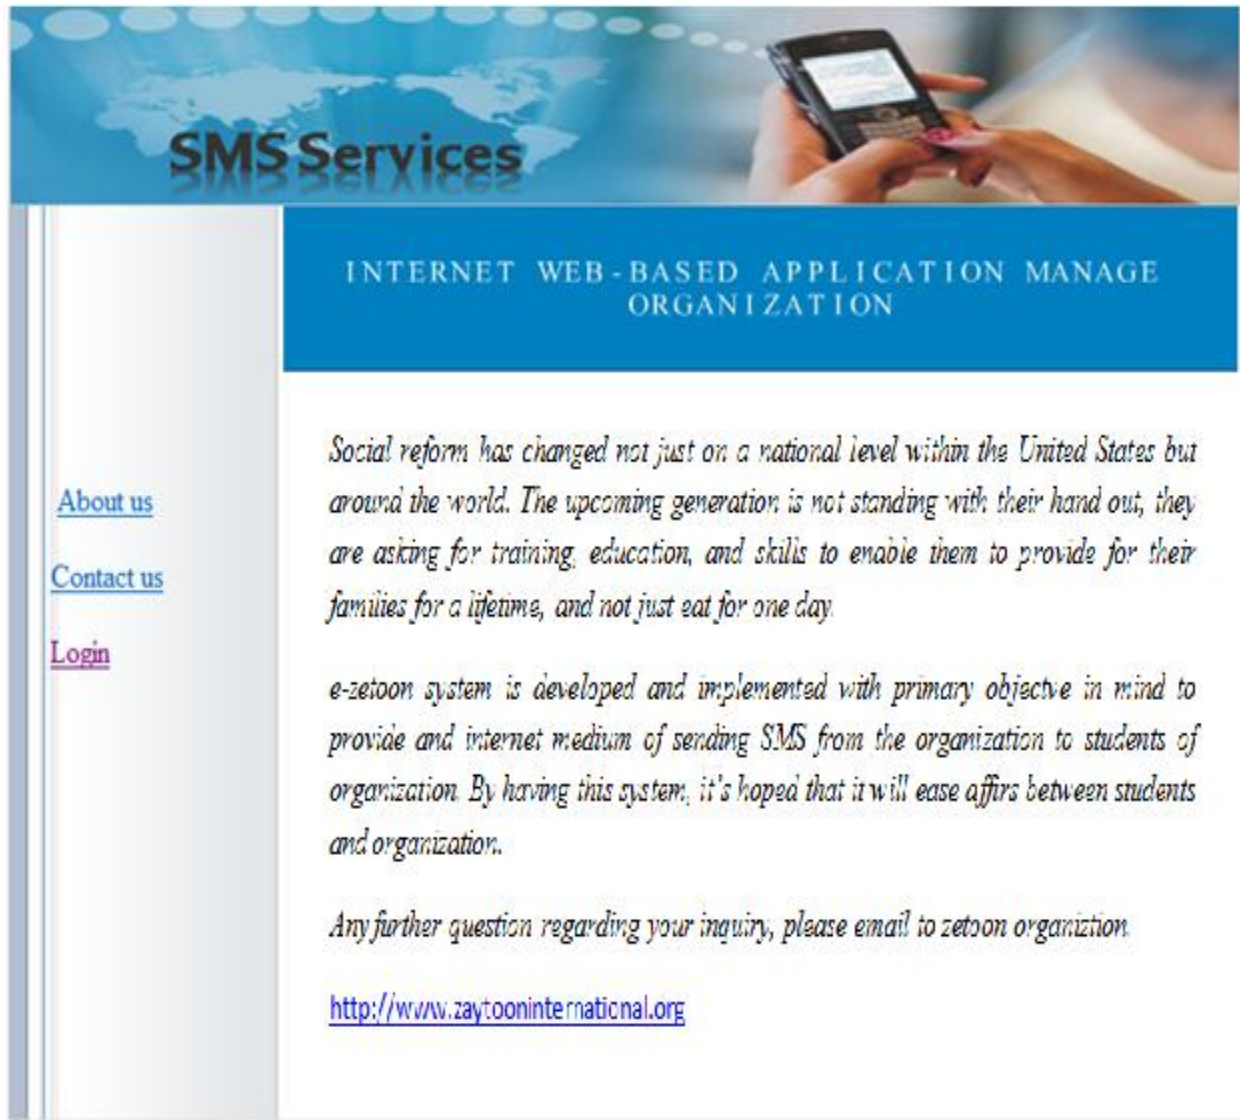 SMS Services
INTERNET WEB-BASED APPLICATION MANAGE
ORGANIZATION
About us
Contact us
Login
Social reform has changed not just on a national level within the United States but
around the world. The upcoming generation is not standing with their hand out, they
are asking for training, education, and skills to enable them to provide for their
families for a lifetime, and not just eat for one day.
e-zetoon system is developed and implemented with primary objectve in mind to
provide and internet medium of sending SMS from the organization to students of
organization. By having this system, it's hoped that it will ease affirs between students
and organization.
Any further question regarding your inquiry, please email to zetoon organiztion
http://www.zaytooninternational.org